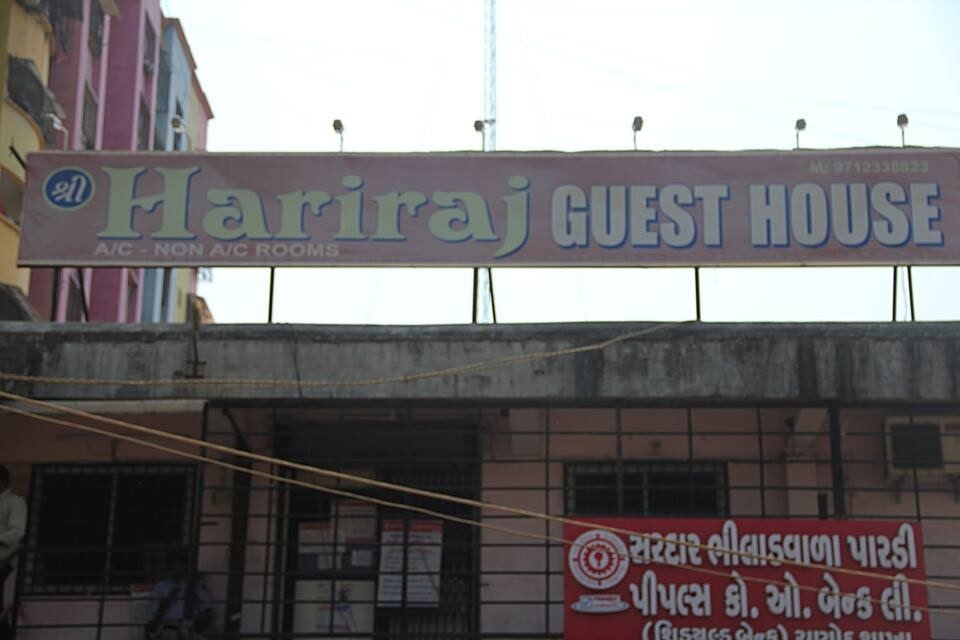 M: 9712338823
શ્રી Hariraj GUEST HOUSE
A/C - NON A/C ROOMS
સરદાર ભીલાડવાળા પારડી
પીપલ્સ કો. ઓ. બેન્ક લી.
(શિડ્યુલ્ડ બેન્ક)